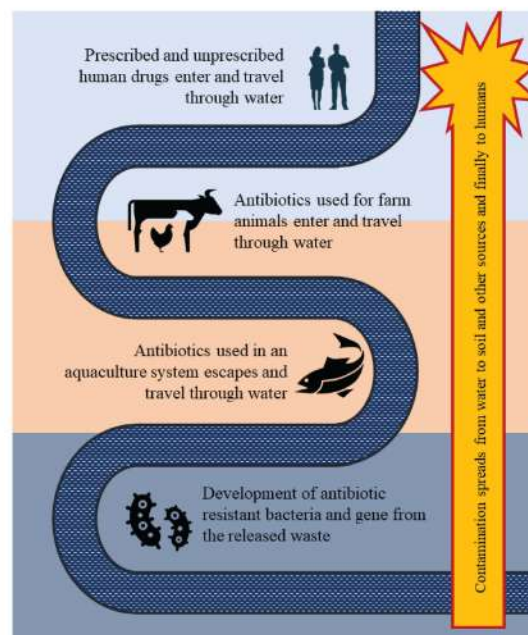 Prescribed and unprescribed
human drugs enter and travel
through water
Antibiotics used for farm
animals enter and travel
through water
Antibiotics used in an
aquaculture system escapes and
travel through water
Development of antibiotic
resistant bacteria and gene from
the released waste
Contamination spreads from water to soil and other sources and finally to humans